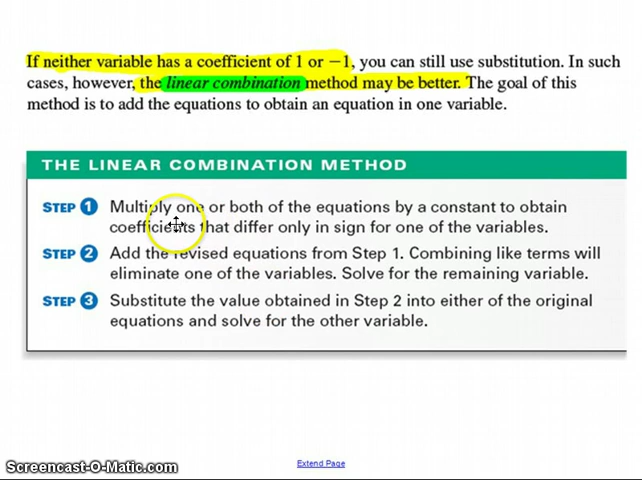 If neither variable has a coefficient of 1 or −1, you can still use substitution. In such
cases, however, the linear combination method may be better. The goal of this
method is to add the equations to obtain an equation in one variable.
THE LINEAR COMBINATION METHOD
STEP 1 Multiply one or both of the equations by a constant to obtain
coefficients that differ only in sign for one of the variables.
STEP 2 Add the revised equations from Step 1. Combining like terms will
eliminate one of the variables. Solve for the remaining variable.
STEP 3 Substitute the value obtained in Step 2 into either of the original
equations and solve for the other variable.
Extend Page
Screencast-O-Matic.com